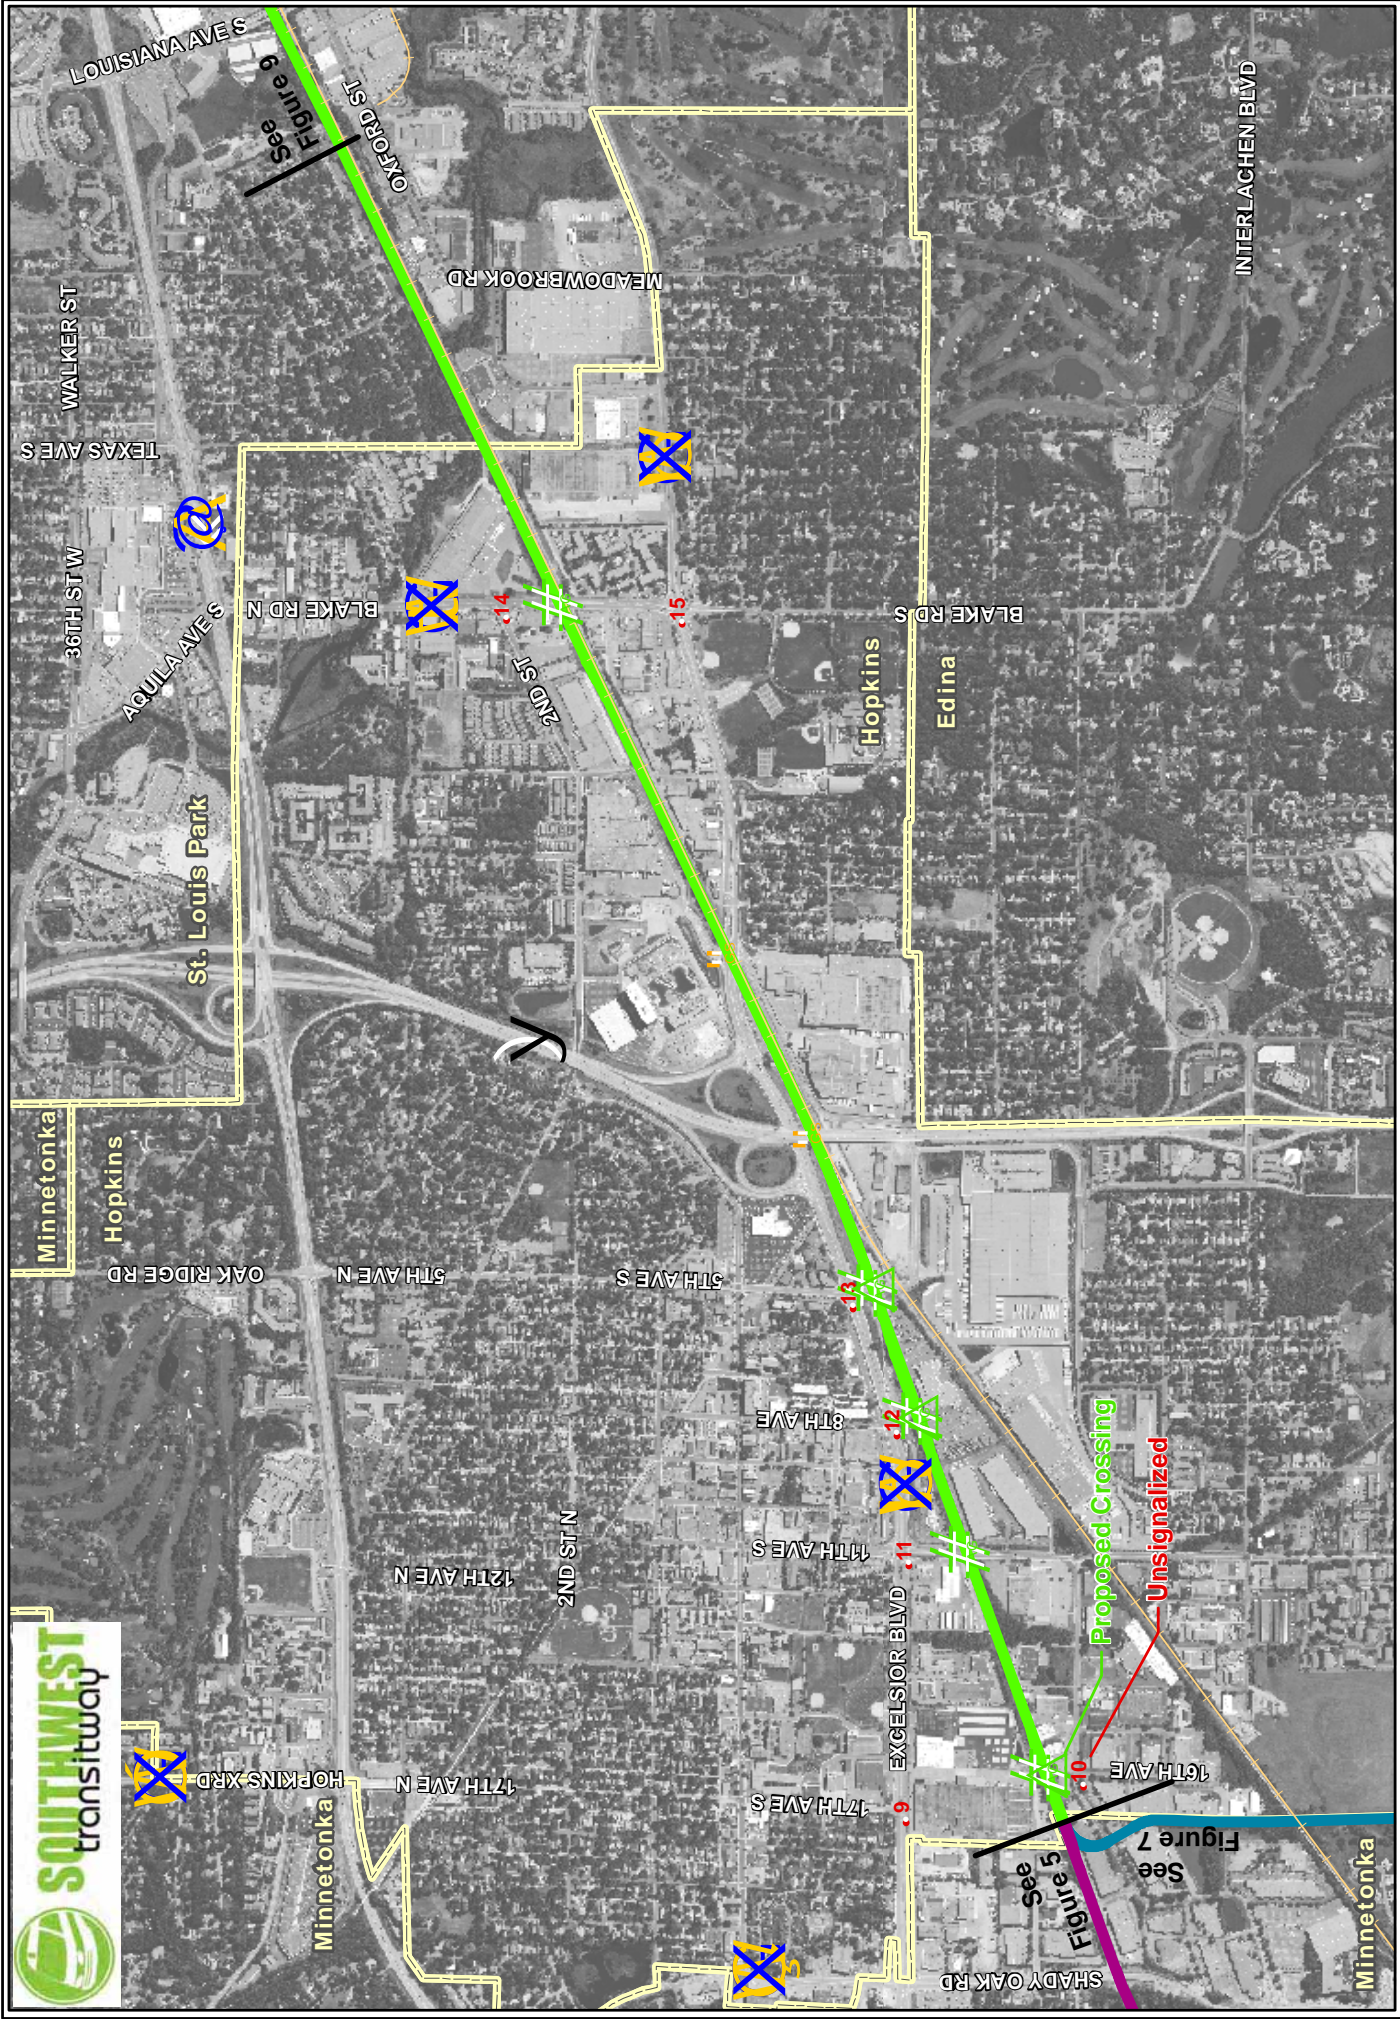 SOUTHWEST
transitway
LOUISIANA AVE S
See
Figure 9
OXFORD ST
WALKER ST
TEXAS AVE S
MEADOWBROOK RD
INTERLACHEN BLVD
36TH ST W
AQUILA AVE S
BLAKE RD N
14
15
2ND ST
BLAKE RD S
Hopkins
Edina
St. Louis Park
Minnetonka
Hopkins
OAK RIDGE RD
5TH AVE N
5TH AVE S
13
8TH AVE
12
11TH AVE S
11
12TH AVE N
2ND ST N
EXCELSIOR BLVD
Proposed Crossing
Unsignalized
HOPKINS XRD
17TH AVE N
17TH AVE S
9
10
16TH AVE
Minnetonka
See
Figure 5
See
Figure 7
SHADY OAK RD
Minnetonka